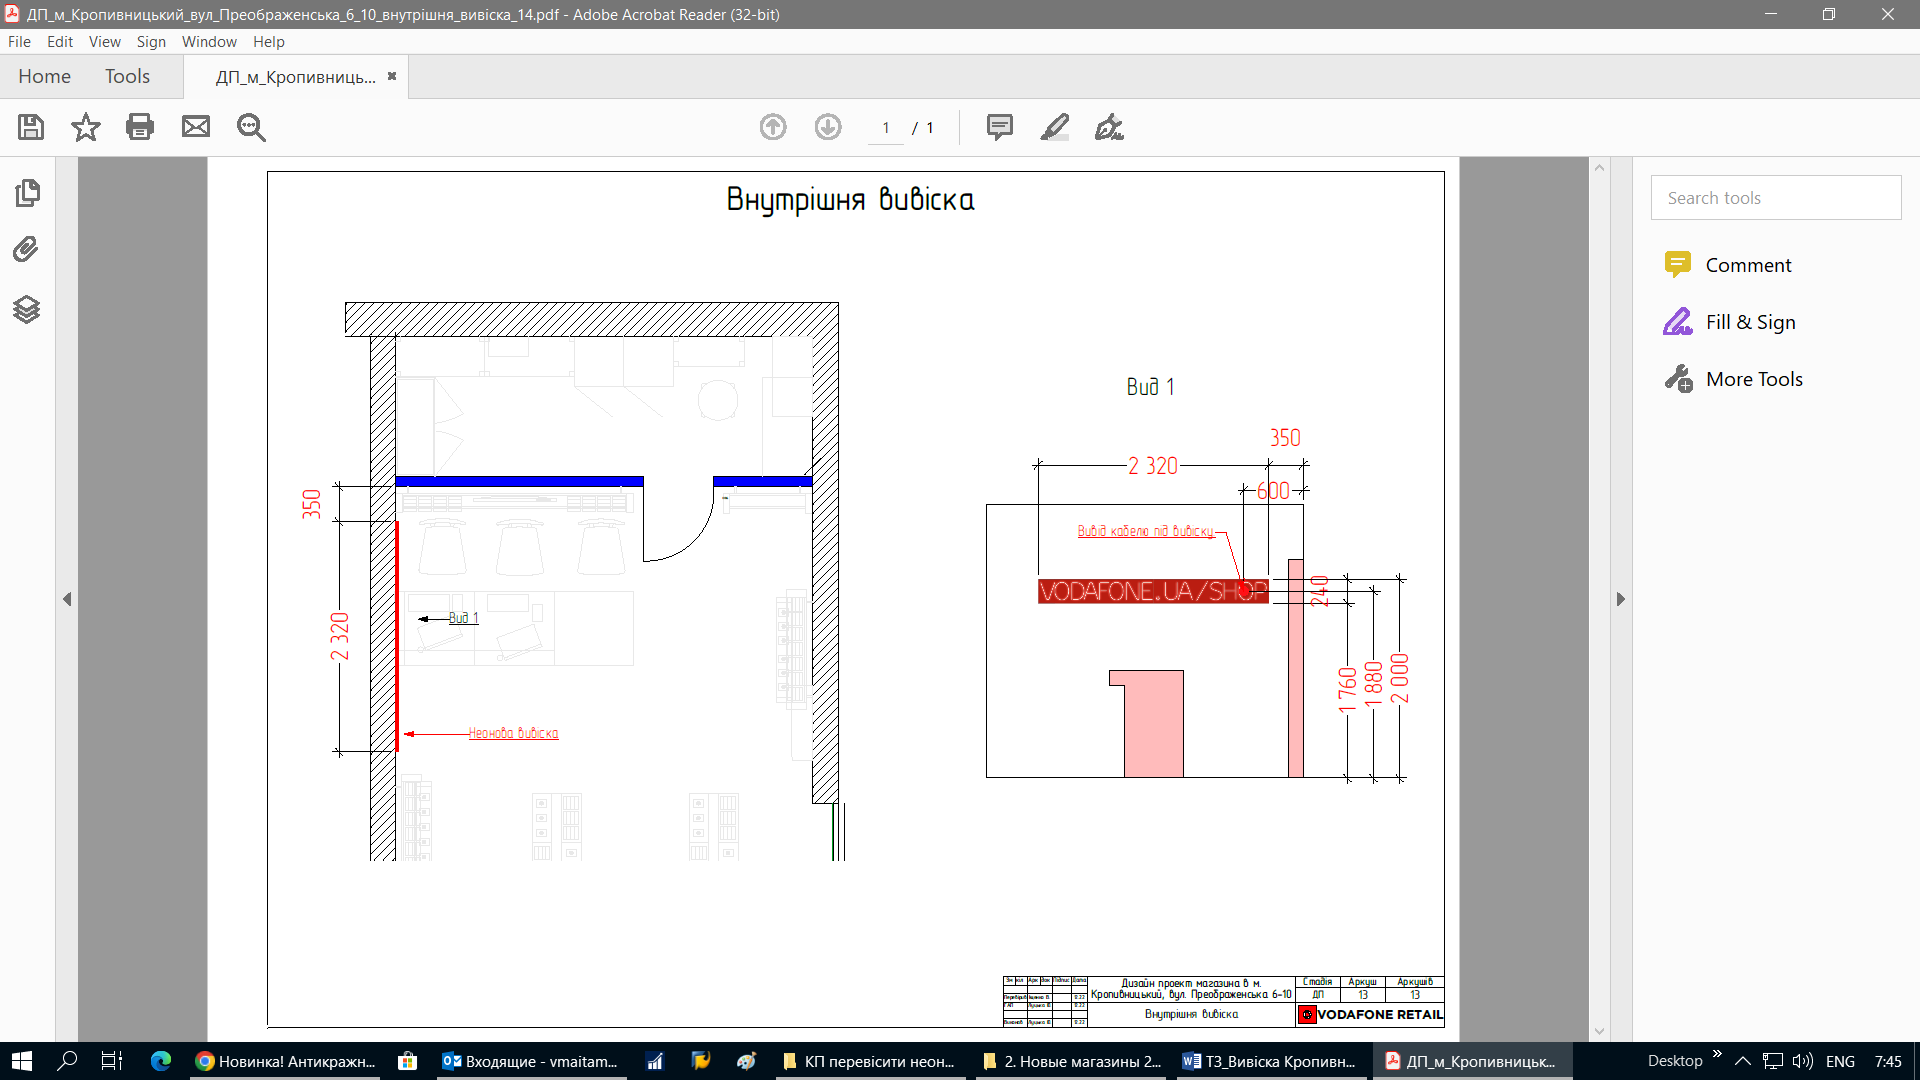 ДП_м_Кропивницький_вул_Преображенська_6_10_внутрішня_вивіска_14.pdf - Adobe Acrobat Reader (32-bit)
File Edit View Sign Window Help
Home Tools ДП_м_Кропивниць...
1 / 1
Search tools
Comment
Fill & Sign
More Tools
Внутрішня вивіска
Вид 1
350
2 320
600
Вивід кабелю під вивіску
VODAFONE.UA/SHOP
240
1 760
1 880
2 000
350
2 320
Вид 1
Неонова вивіска
Дизайн проект магазина в м.
Кропивницький, вул. Преображенська 6-10
Внутрішня вивіска
Стадія Аркуш Аркушів
ДП 13 13
VODAFONE RETAIL
Новинка! Антикражн...
Входящие - vmaitam...
КП перевісити неон...
2. Новые магазины 2...
ТЗ_Вивіска Кропивн...
ДП_м_Кропивницьк...
Desktop
ENG
7:45